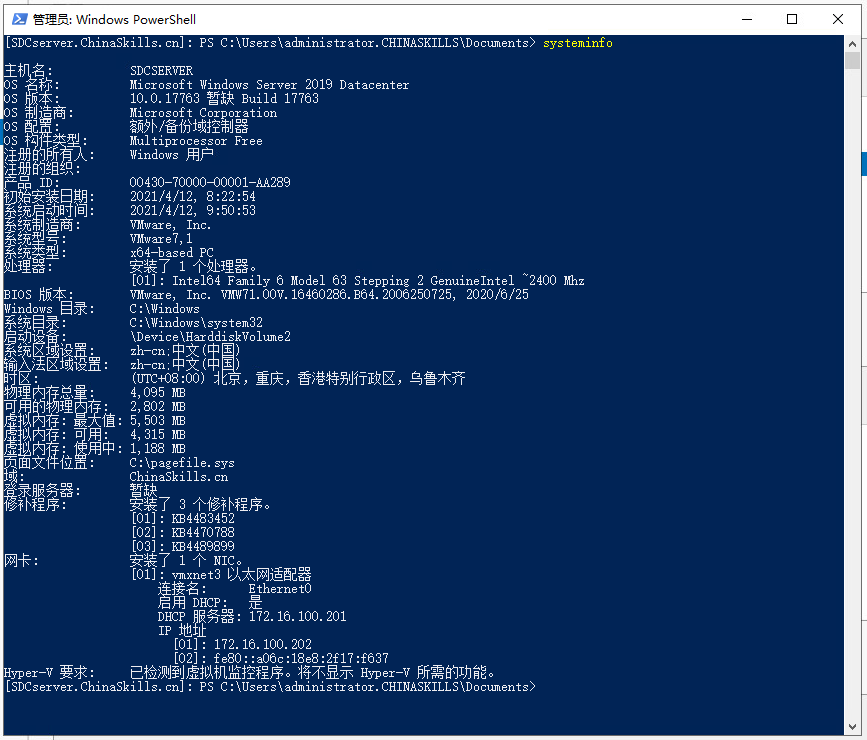 管理员: Windows PowerShell
[SDCserver.ChinaSkills.cn]: PS C:\Users\administrator.CHINASKILLS\Documents> systeminfo
主机名: SDCSERVER
OS 名称: Microsoft Windows Server 2019 Datacenter
OS 版本: 10.0.17763 暂缺 Build 17763
OS 制造商: Microsoft Corporation
OS 配置: 额外/备份域控制器
OS 构件类型: Multiprocessor Free
注册的所有人: Windows 用户
注册的组织:
产品 ID: 00430-70000-00001-AA289
初始安装日期: 2021/4/12, 8:22:54
系统启动时间: 2021/4/12, 9:50:53
系统制造商: VMware, Inc.
系统型号: VMware7,1
系统类型: x64-based PC
处理器: 安装了 1 个处理器。
[01]: Intel64 Family 6 Model 63 Stepping 2 GenuineIntel ~2400 Mhz
BIOS 版本: VMware, Inc. VMW71.00V.16460286.B64.2006250725, 2020/6/25
Windows 目录: C:\Windows
系统目录: C:\Windows\system32
启动设备: \Device\HarddiskVolume2
系统区域设置: zh-cn;中文(中国)
输入法区域设置: zh-cn;中文(中国)
时区: (UTC+08:00) 北京，重庆，香港特别行政区，乌鲁木齐
物理内存总量: 4,095 MB
可用的物理内存: 2,802 MB
虚拟内存: 最大值: 5,503 MB
虚拟内存: 可用: 4,315 MB
虚拟内存: 使用中: 1,188 MB
页面文件位置: C:\pagefile.sys
域: ChinaSkills.cn
登录服务器: 暂缺
修补程序: 安装了 3 个修补程序。
[01]: KB4483452
[02]: KB4470788
[03]: KB4489899
网卡: 安装了 1 个 NIC。
[01]: vmxnet3 以太网适配器
连接名: Ethernet0
启用 DHCP: 是
DHCP 服务器: 172.16.100.201
IP 地址
[01]: 172.16.100.202
[02]: fe80::a06c:18e8:2f17:f637
Hyper-V 要求: 已检测到虚拟机监控程序。将不显示 Hyper-V 所需的功能。
[SDCserver.ChinaSkills.cn]: PS C:\Users\administrator.CHINASKILLS\Documents>